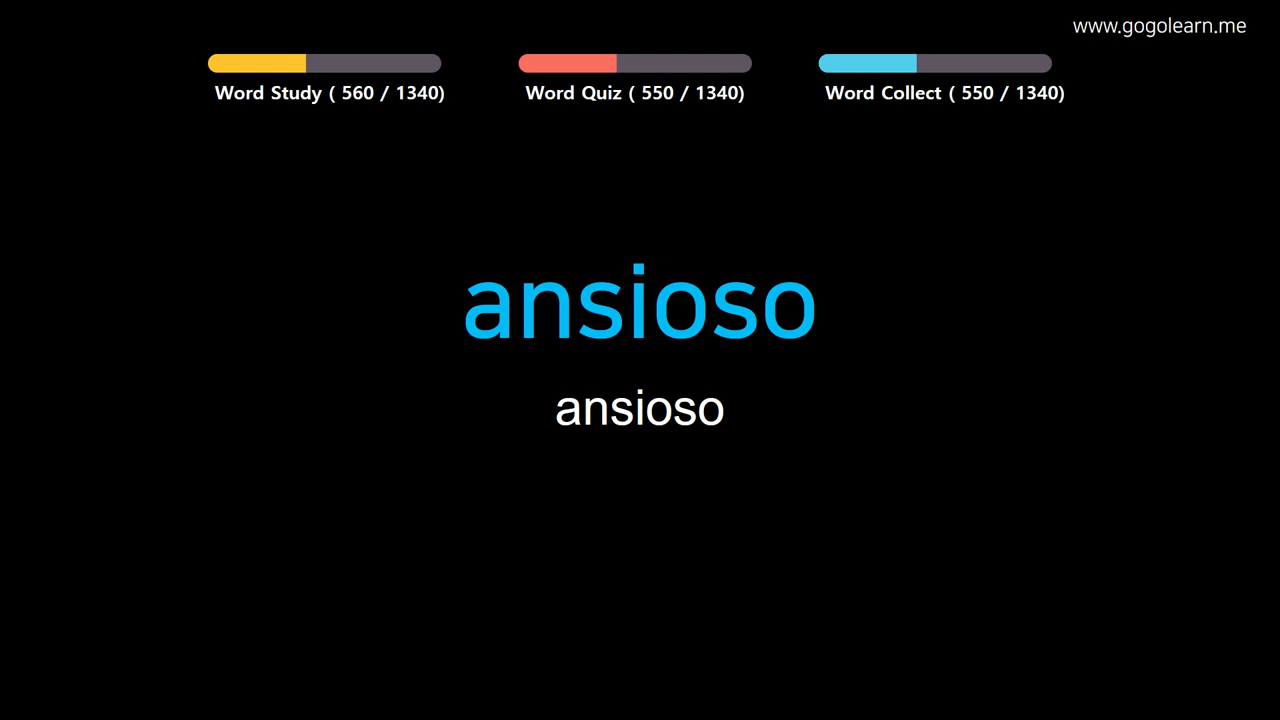 www.gogolearn.me
Word Study ( 560 / 1340)
Word Quiz ( 550 / 1340)
Word Collect ( 550 / 1340)
ansioso
ansioso